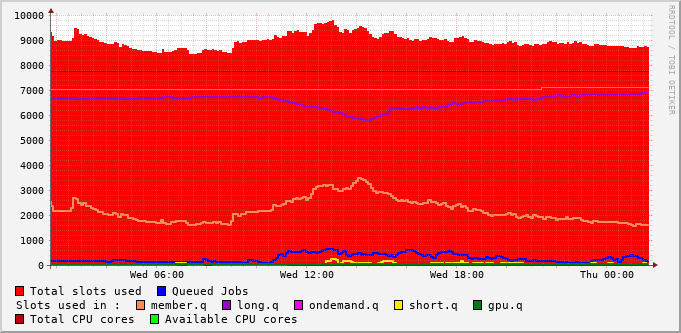 RRDTOOL / TOBI OETIKER
10000
9000
8000
7000
6000
5000
4000
3000
2000
1000
0
Wed 06:00 Wed 12:00 Wed 18:00 Thu 00:00
Total slots used Queued Jobs
Slots used in : member.q long.q ondemand.q short.q gpu.q
Total CPU cores Available CPU cores